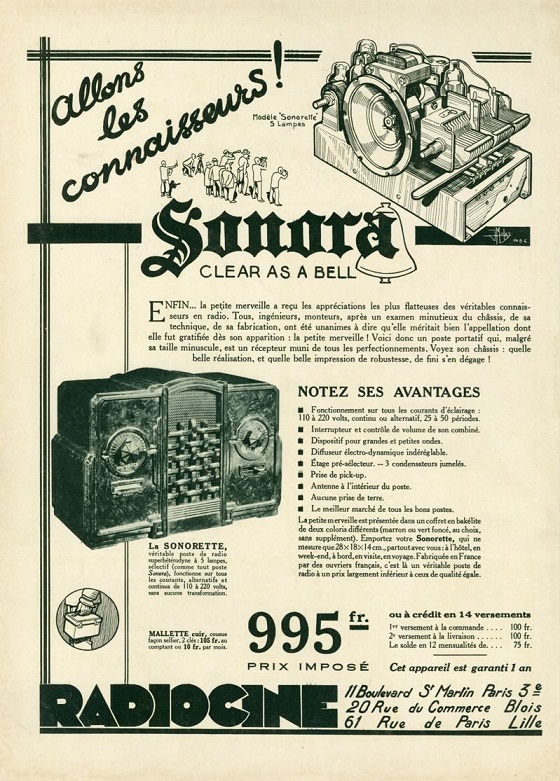 Allons
les
connaisseurs!
Modèle "Sonorette"
5 Lampes
Sonora
CLEAR AS A BELL
ENFIN... la petite merveille a reçu les appréciations les plus flatteuses des véritables connais-
seurs en radio. Tous, ingénieurs, monteurs, après un examen minutieux du châssis, de sa
technique, de sa fabrication, ont été unanimes à dire qu'elle méritait bien l'appellation dont
elle fut gratifiée dès son apparition : la petite merveille ! Voici donc un poste portatif qui, malgré
sa taille minuscule, est un récepteur muni de tous les perfectionnements. Voyez son châssis : quelle
belle réalisation, et quelle belle impression de robustesse, de fini s'en dégage !
NOTEZ SES AVANTAGES
■ Fonctionnement sur tous les courants d'éclairage :
110 à 220 volts, continu ou alternatif, 25 à 50 périodes.
■ Interrupteur et contrôle de volume de son combiné.
■ Dispositif pour grandes et petites ondes.
■ Diffuseur électro-dynamique indéréglable.
■ Étage pré-sélecteur. -- 3 condensateurs jumelés.
■ Prise de pick-up.
■ Antenne à l'intérieur du poste.
■ Aucune prise de terre.
■ Le meilleur marché de tous les bons postes.
La petite merveille est présentée dans un coffret en bakélite
de deux coloris différents (marron ou vert foncé, au choix,
sans supplément). Emportez votre Sonorette, qui ne
mesure que 28×18×14 cm., partout avec vous : à l'hôtel, en
week-end, à bord, en visite, en voyage. Fabriquée en France
par des ouvriers français, c'est là un véritable poste de
radio à un prix largement inférieur à ceux de qualité égale.
La SONORETTE,
véritable poste de radio
superhétérodyne à 5 lampes,
sélectif (comme tout poste
Sonora), fonctionne sur tous
les courants, alternatifs et
continus de 110 à 220 volts,
sans aucune transformation.
MALLETTE cuir, cousue
façon sellier, 2 clés : 105 fr. au
comptant ou 10 fr. par mois.
995 fr.
PRIX IMPOSÉ
ou à crédit en 14 versements
1er versement à la commande .... 100 fr.
2e versement à la livraison ..... 100 fr.
Le solde en 12 mensualités de... 75 fr.
Cet appareil est garanti 1 an
RADIOCINE
11 Boulevard St Martin Paris 3e
20 Rue du Commerce Blois
61 Rue de Paris Lille